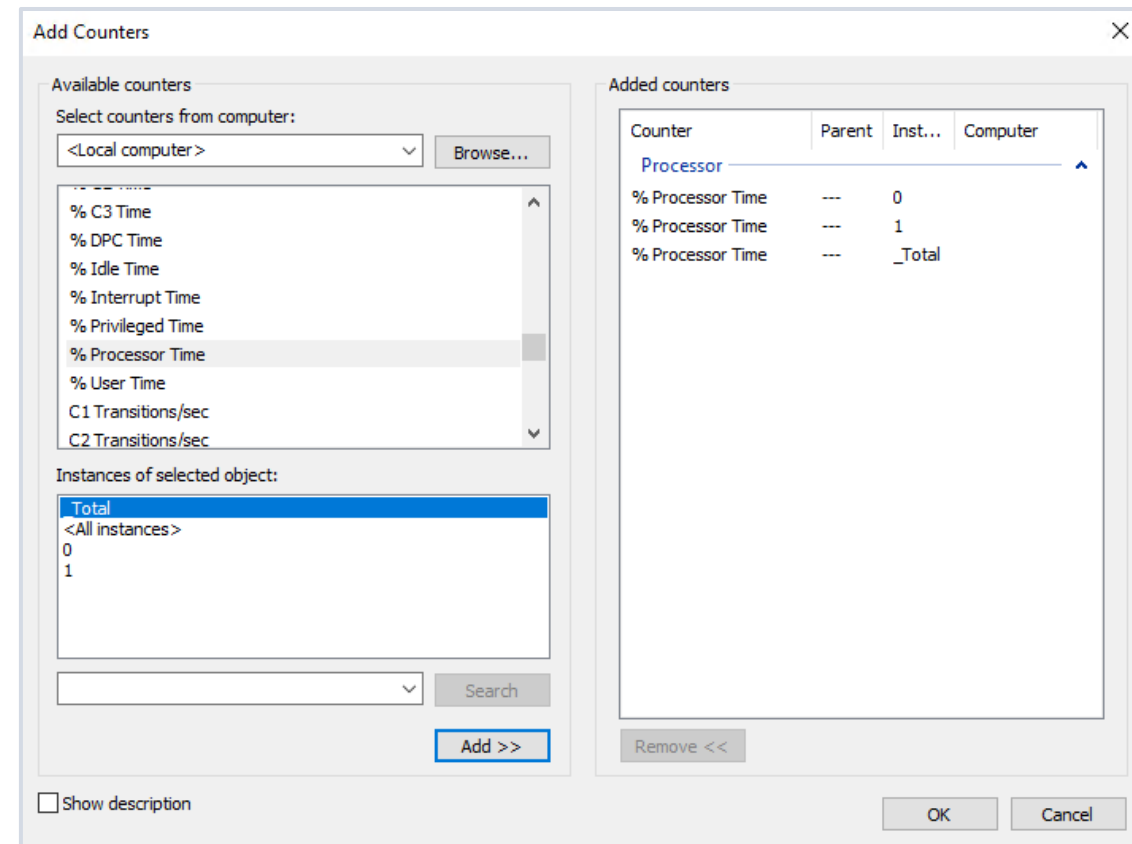 Add Counters
Available counters
Select counters from computer:
<Local computer>
Browse...
% C3 Time
% DPC Time
% Idle Time
% Interrupt Time
% Privileged Time
% Processor Time
% User Time
C1 Transitions/sec
C2 Transitions/sec
Instances of selected object:
_Total
<All instances>
0
1
Search
Add >>
Show description
Added counters
Counter Parent Inst... Computer
Processor
% Processor Time --- 0
% Processor Time --- 1
% Processor Time --- _Total
Remove <<
OK Cancel